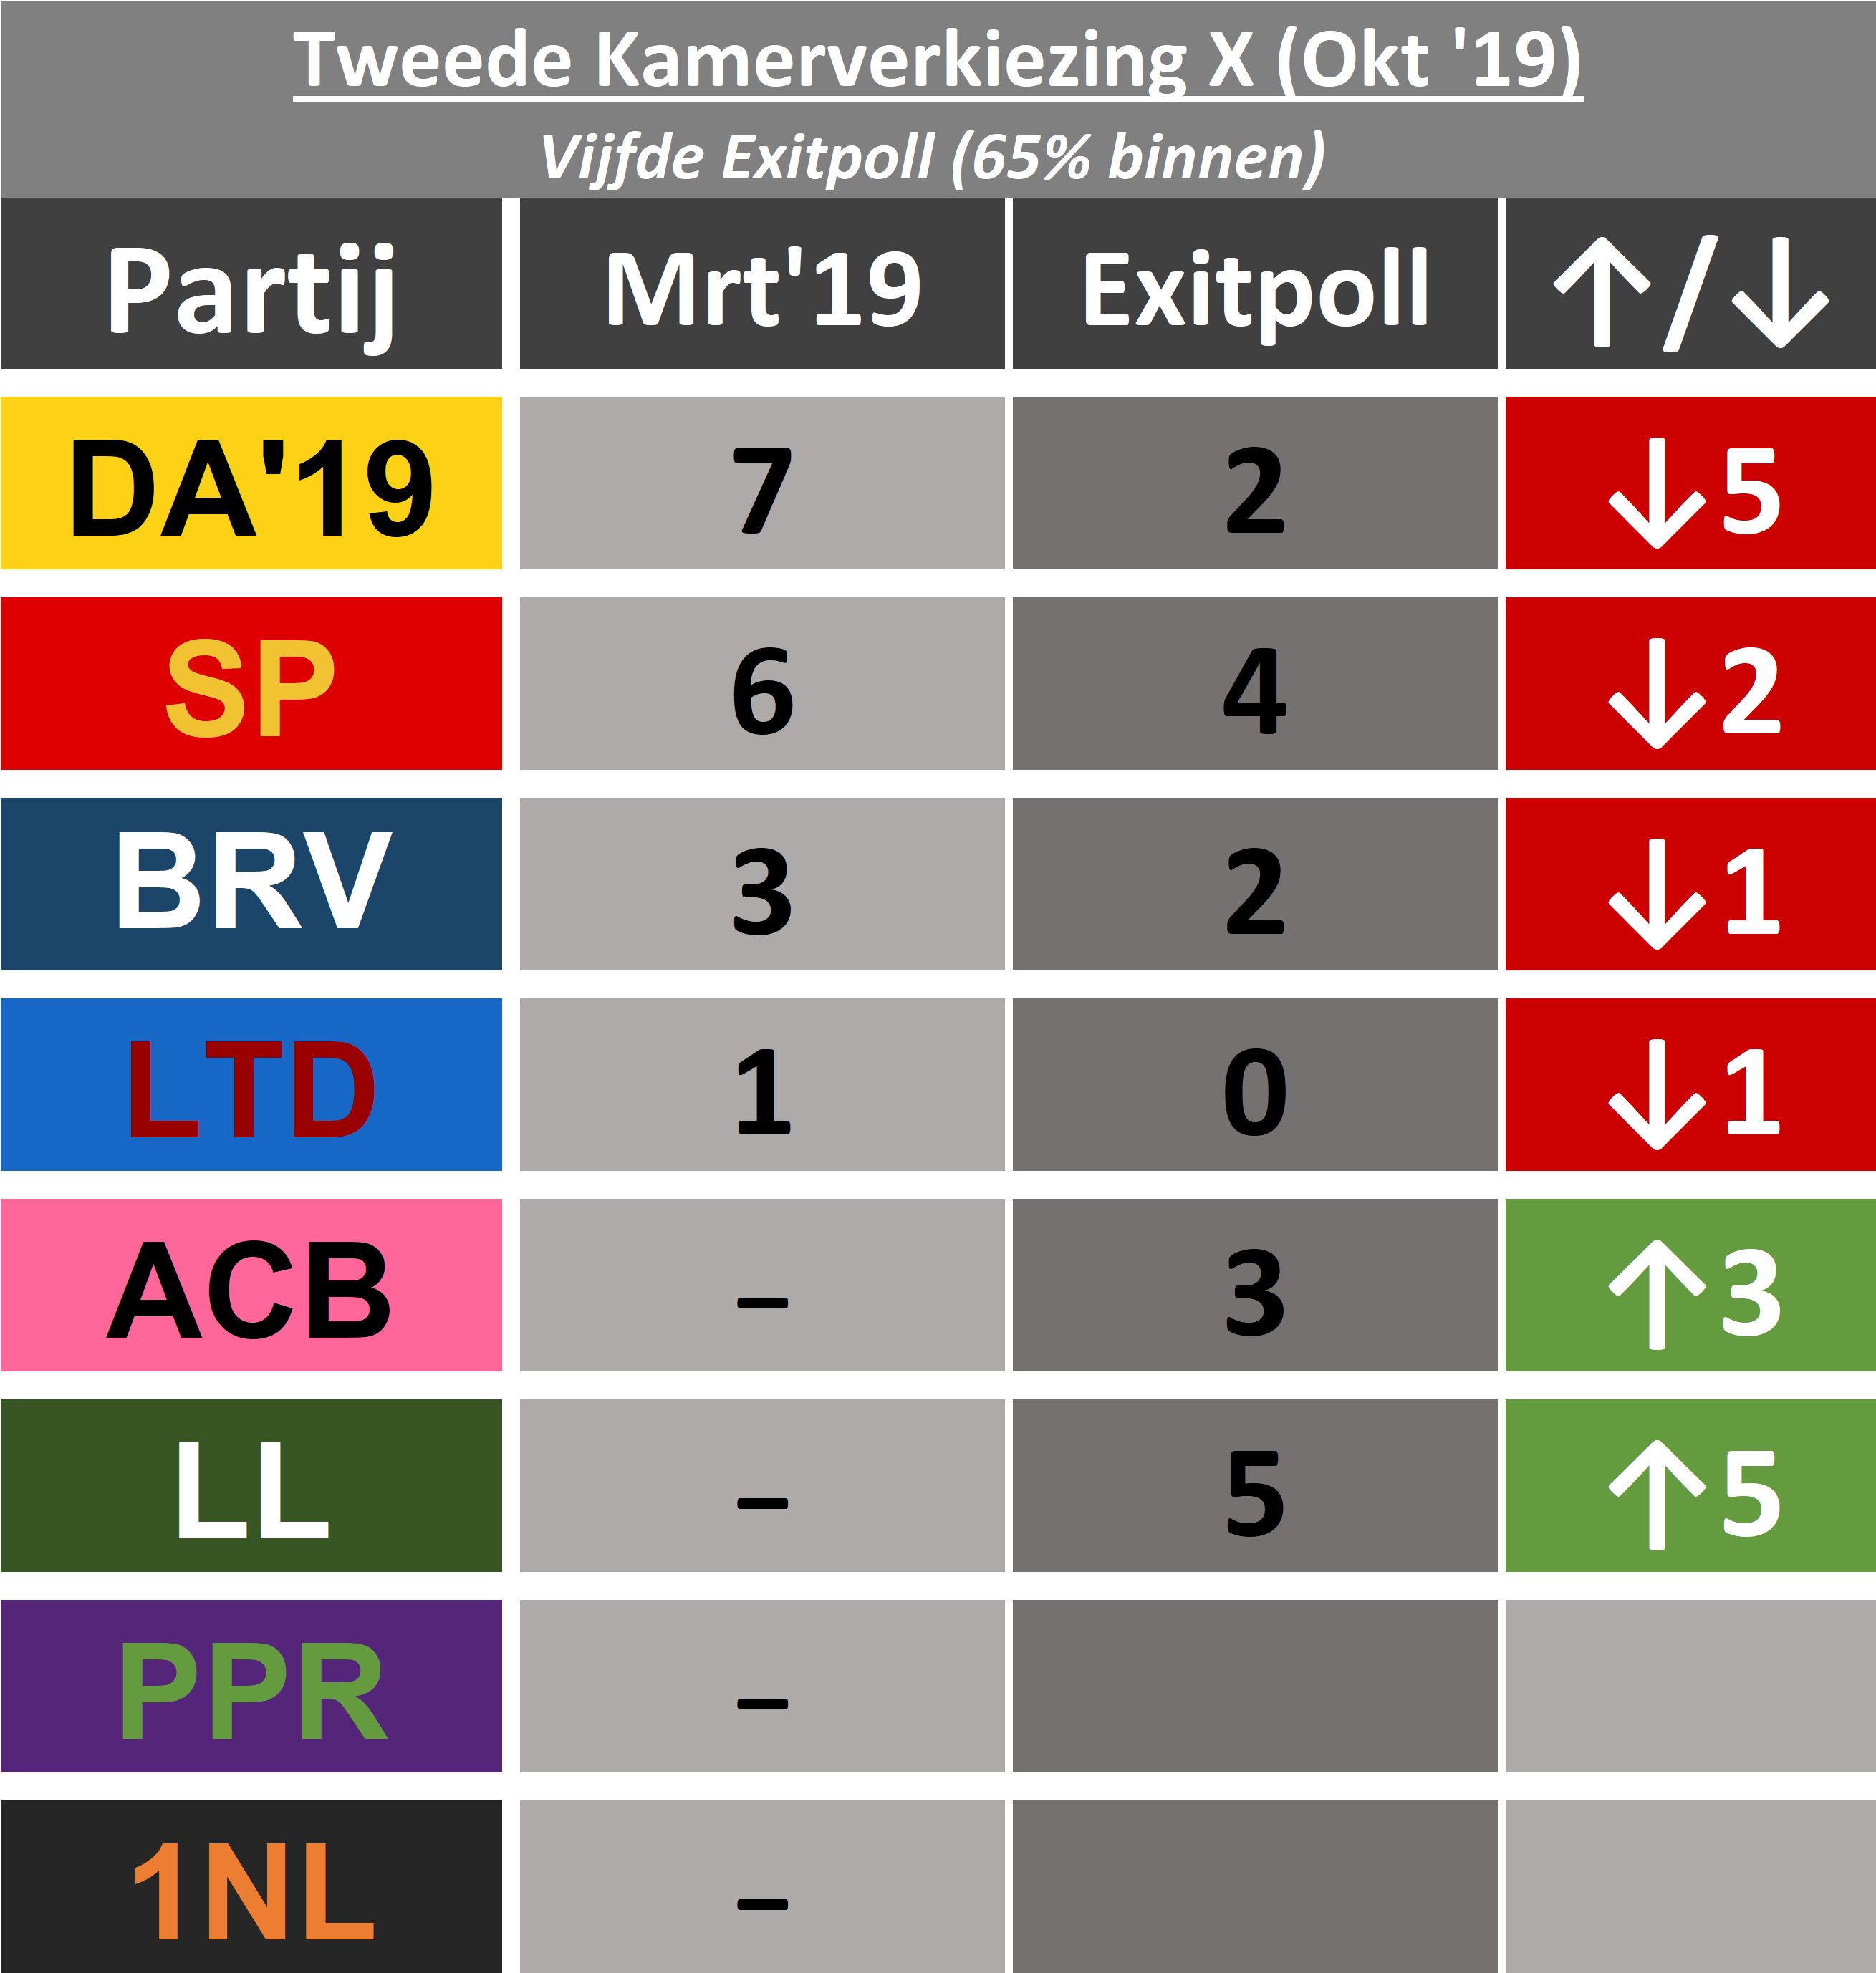 Tweede Kamerverkiezing X (Okt '19)
Vijfde Exitpoll (65% binnen)
Partij Mrt'19 Exitpoll ↑/↓
DA'19 7 2 ↓5
SP 6 4 ↓2
BRV 3 2 ↓1
LTD 1 0 ↓1
ACB – 3 ↑3
LL – 5 ↑5
PPR –
1NL –